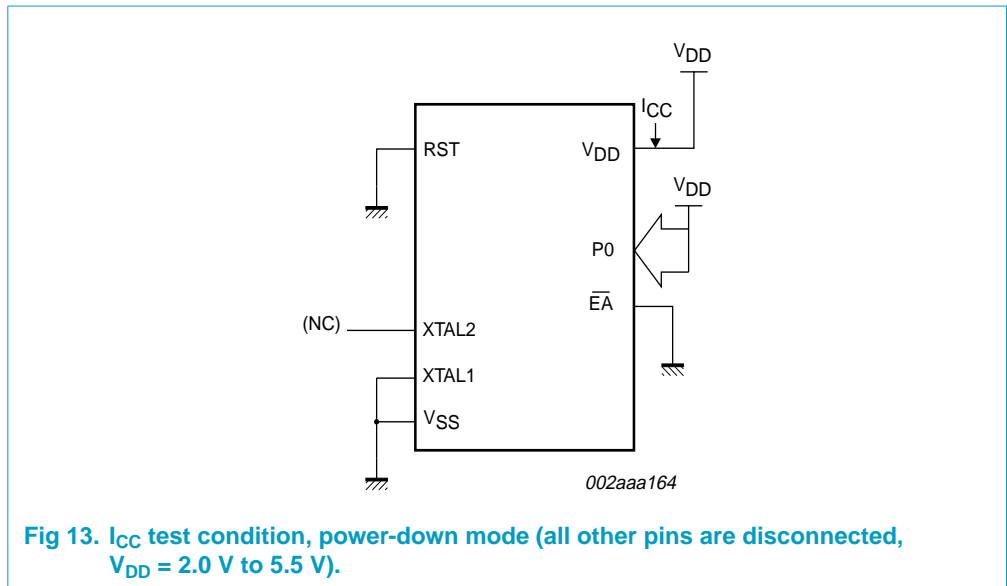 VDD
ICC
RST
VDD
VDD
P0
EA
(NC)
XTAL2
XTAL1
VSS
002aaa164
Fig 13. ICC test condition, power-down mode (all other pins are disconnected,
VDD = 2.0 V to 5.5 V).